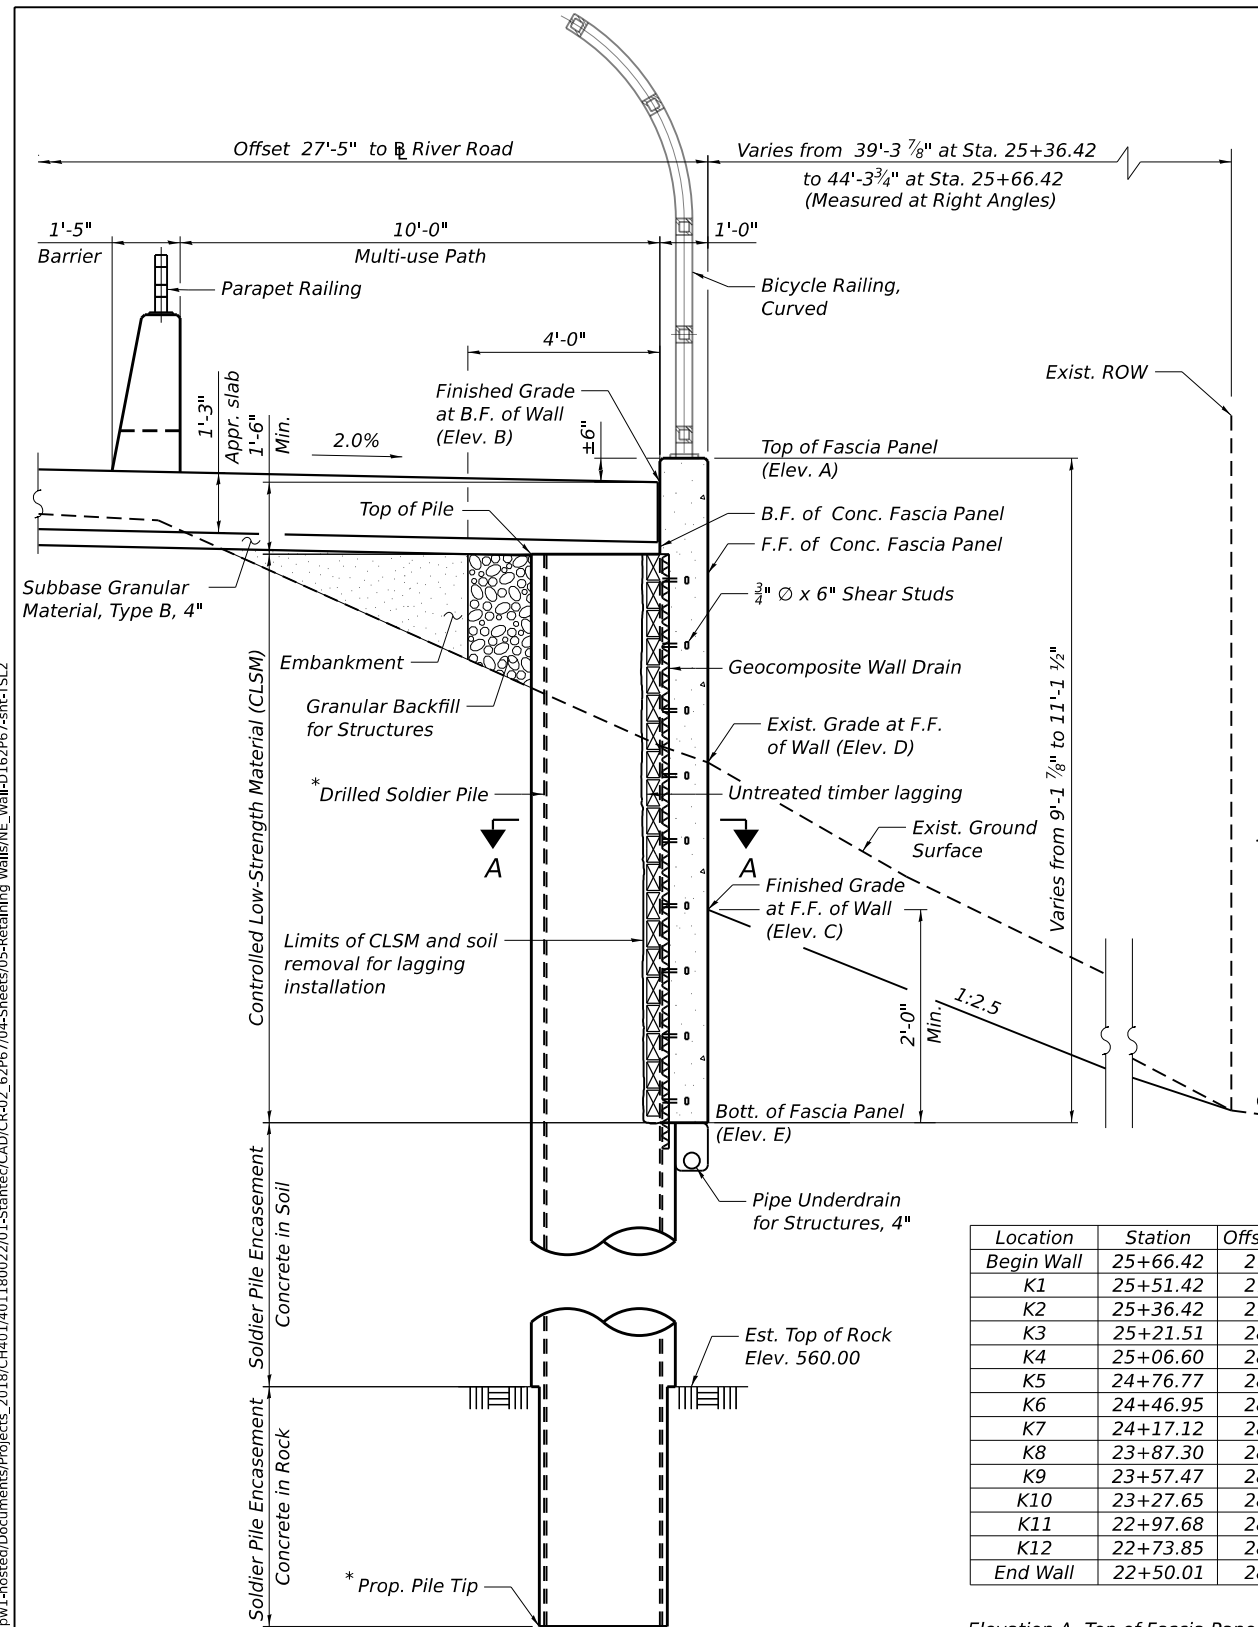 Offset 27'-5" to ℄ River Road
Varies from 39'-3 ⅞" at Sta. 25+36.42
to 44'-3¾" at Sta. 25+66.42
(Measured at Right Angles)
1'-5"
Barrier
10'-0"
Multi-use Path
1'-0"
Parapet Railing
Bicycle Railing,
Curved
4'-0"
Exist. ROW
Finished Grade
at B.F. of Wall
(Elev. B)
±6"
1'-3"
Appr. slab
1'-6"
Min.
2.0%
Top of Fascia Panel
(Elev. A)
Top of Pile
B.F. of Conc. Fascia Panel
F.F. of Conc. Fascia Panel
Subbase Granular
Material, Type B, 4"
¾" Ø x 6" Shear Studs
Embankment
Geocomposite Wall Drain
Granular Backfill
for Structures
Exist. Grade at F.F.
of Wall (Elev. D)
*Drilled Soldier Pile
Untreated timber lagging
Varies from 9'-1 ⅞" to 11'-1 ½"
Controlled Low-Strength Material (CLSM)
A
A
Exist. Ground
Surface
Finished Grade
at F.F. of Wall
(Elev. C)
Limits of CLSM and soil
removal for lagging
installation
1:2.5
2'-0"
Min.
Bott. of Fascia Panel
(Elev. E)
Pipe Underdrain
for Structures, 4"
Soldier Pile Encasement
Concrete in Soil
Est. Top of Rock
Elev. 560.00
Soldier Pile Encasement
Concrete in Rock
* Prop. Pile Tip
Location Station
Begin Wall 25+66.42
K1 25+51.42
K2 25+36.42
K3 25+21.51
K4 25+06.60
K5 24+76.77
K6 24+46.95
K7 24+17.12
K8 23+87.30
K9 23+57.47
K10 23+27.65
K11 22+97.68
K12 22+73.85
End Wall 22+50.01